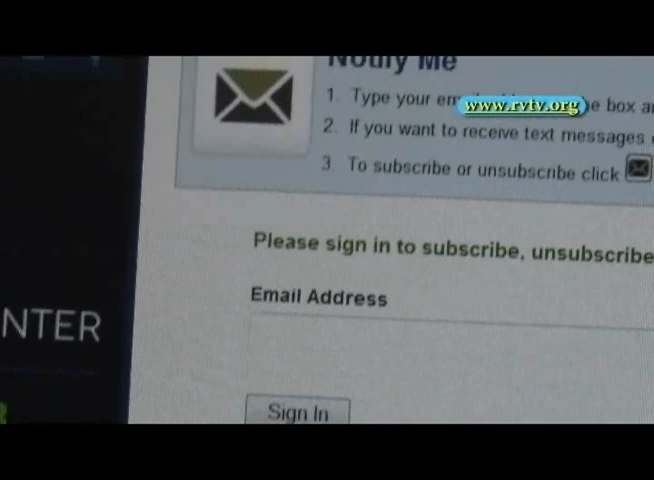 Notify Me
1. Type your em
www.rvtv.org
e box
2. If you want to receive text messages
3. To subscribe or unsubscribe click
Please sign in to subscribe, unsubscribe
Email Address
NTER
Sign In